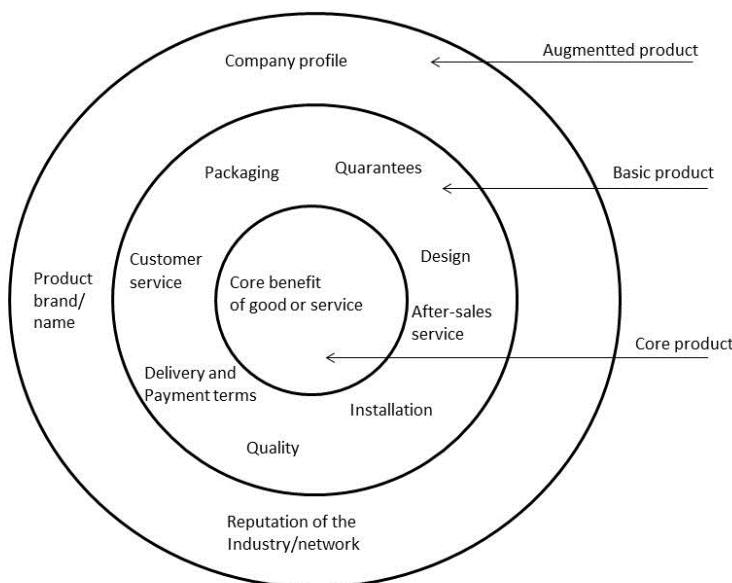 Augmentted product
Company profile
Quarantees
Packaging
Basic product
Customer
service
Design
Product
brand/
name
Core benefit
of good or service
After-sales
service
Core product
Delivery and
Payment terms
Installation
Quality
Reputation of the
Industry/network